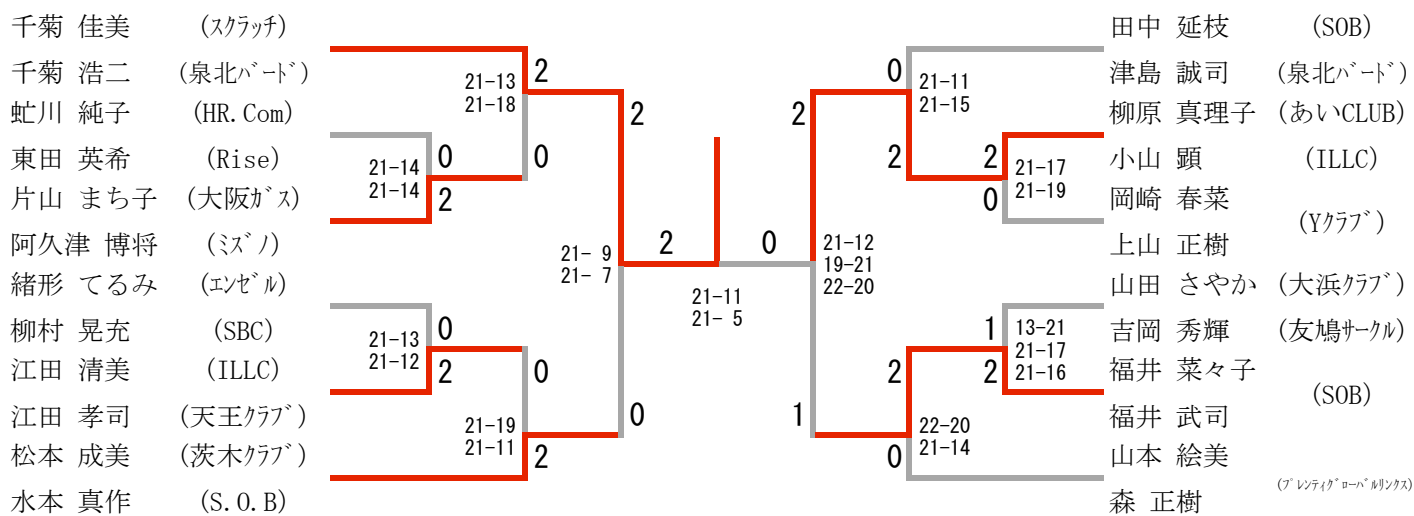 千菊 佳美 (スクラッチ)
千菊 浩二 (泉北バード)
虻川 純子 (HR.Com)
東田 英希 (Rise)
片山 まち子 (大阪ガス)
阿久津 博将 (ミズノ)
緒形 てるみ (エンゼル)
柳村 晃充 (SBC)
江田 清美 (ILLC)
江田 孝司 (天王クラブ)
松本 成美 (茨木クラブ)
水本 真作 (S.O.B)
2
21-13
21-18
0
0
21-14
21-14
2
2
21- 9
21- 7
0
0
21-13
21-12
2
0
21-19
21-11
2
2
0
21-11
21- 5
2
21-12
19-21
22-20
1
0
21-11
21-15
2
2
21-17
21-19
0
1
13-21
21-17
21-16
2
2
22-20
21-14
0
田中 延枝 (SOB)
津島 誠司 (泉北バード)
柳原 真理子 (あいCLUB)
小山 顕 (ILLC)
岡崎 春菜
(Yクラブ)
上山 正樹
山田 さやか (大浜クラブ)
吉岡 秀輝 (友鳩サークル)
福井 菜々子
(SOB)
福井 武司
山本 絵美
(プレンティグローバルリンクス)
森 正樹